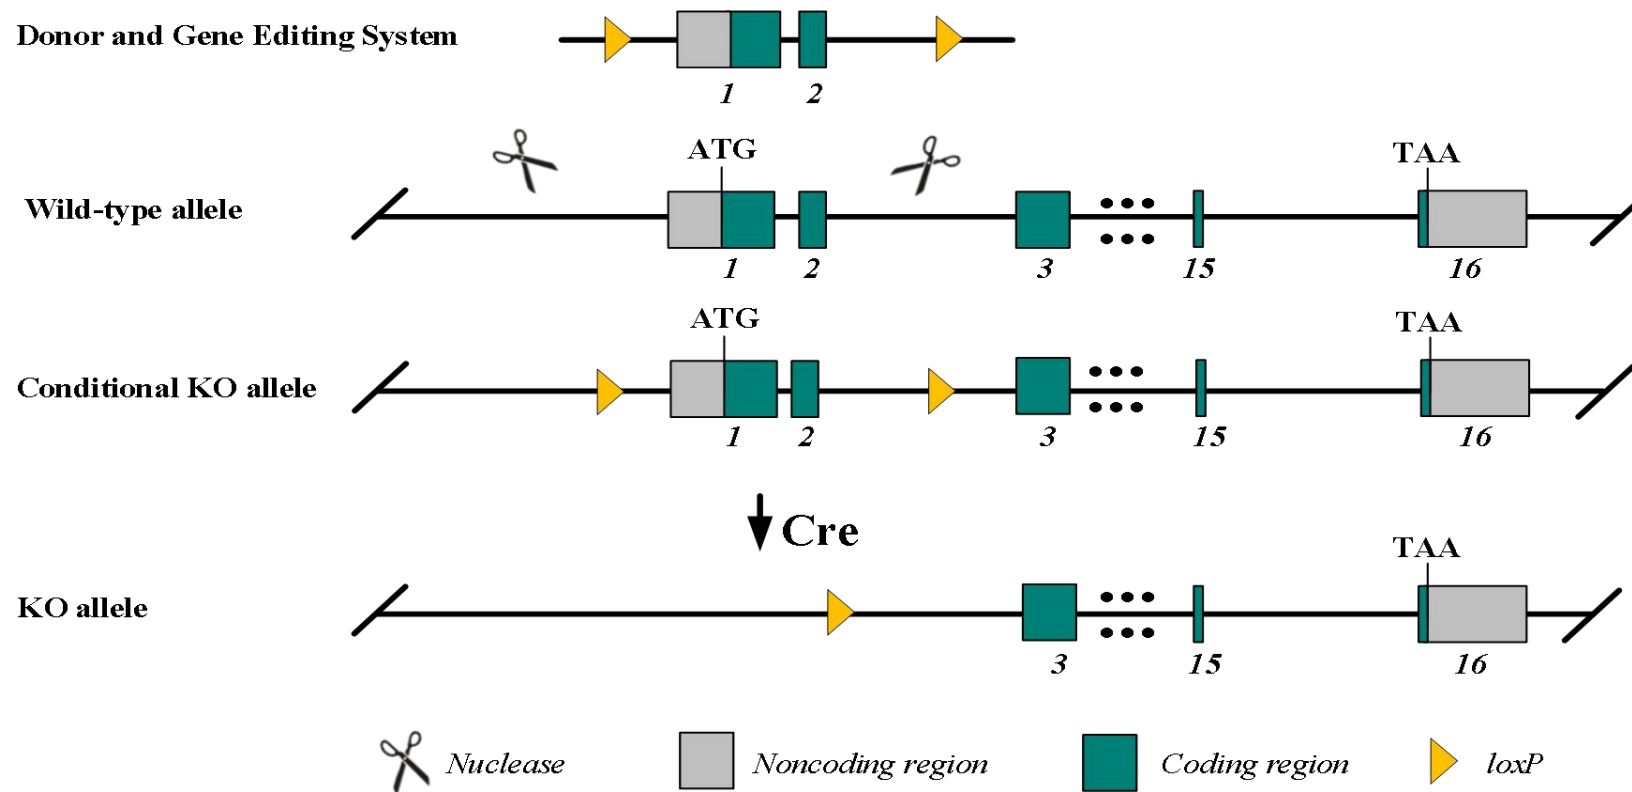 Donor and Gene Editing System
1 2
ATG TAA
Wild-type allele
1 2 3 15 16
ATG TAA
Conditional KO allele
1 2 3 15 16
Cre
TAA
KO allele
3 15 16
Nuclease Noncoding region Coding region loxP